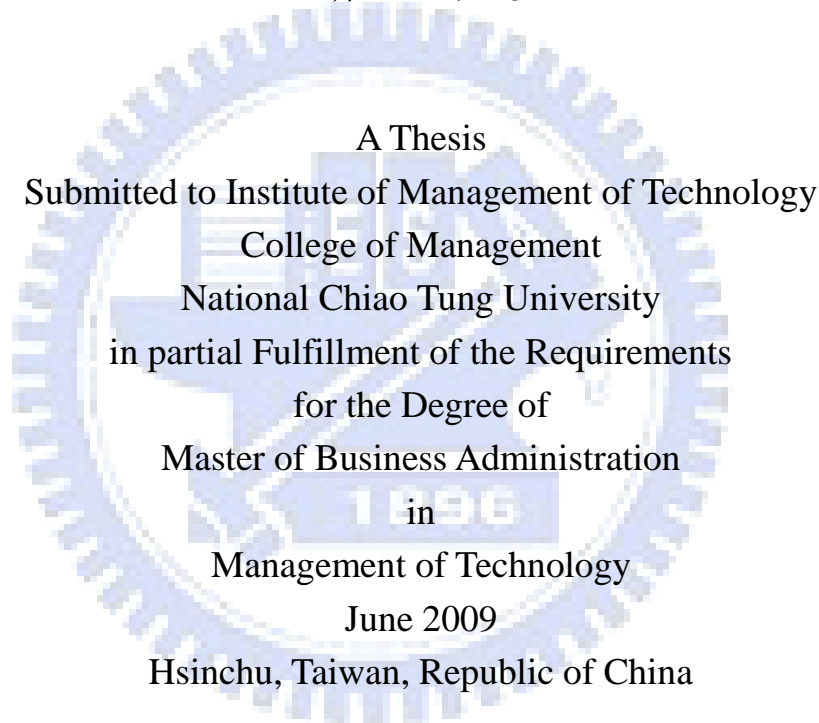 A Thesis
Submitted to Institute of Management of Technology
College of Management
National Chiao Tung University
in partial Fulfillment of the Requirements
for the Degree of
Master of Business Administration
1896
in
Management of Technology
June 2009
Hsinchu, Taiwan, Republic of China